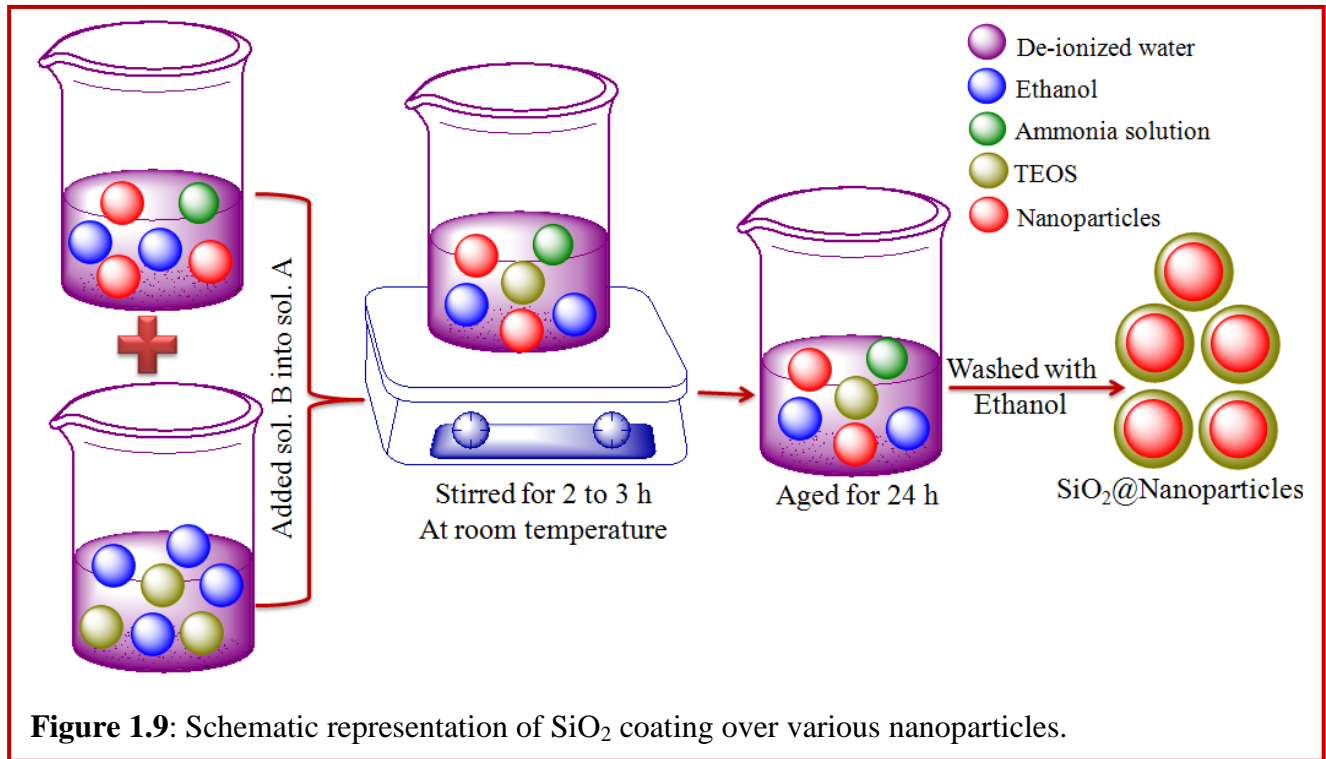 De-ionized water
Ethanol
Ammonia solution
TEOS
Nanoparticles
Added sol. B into sol. A
Stirred for 2 to 3 h
At room temperature
Aged for 24 h
Washed with
Ethanol
SiO₂@Nanoparticles
Figure 1.9: Schematic representation of SiO₂ coating over various nanoparticles.